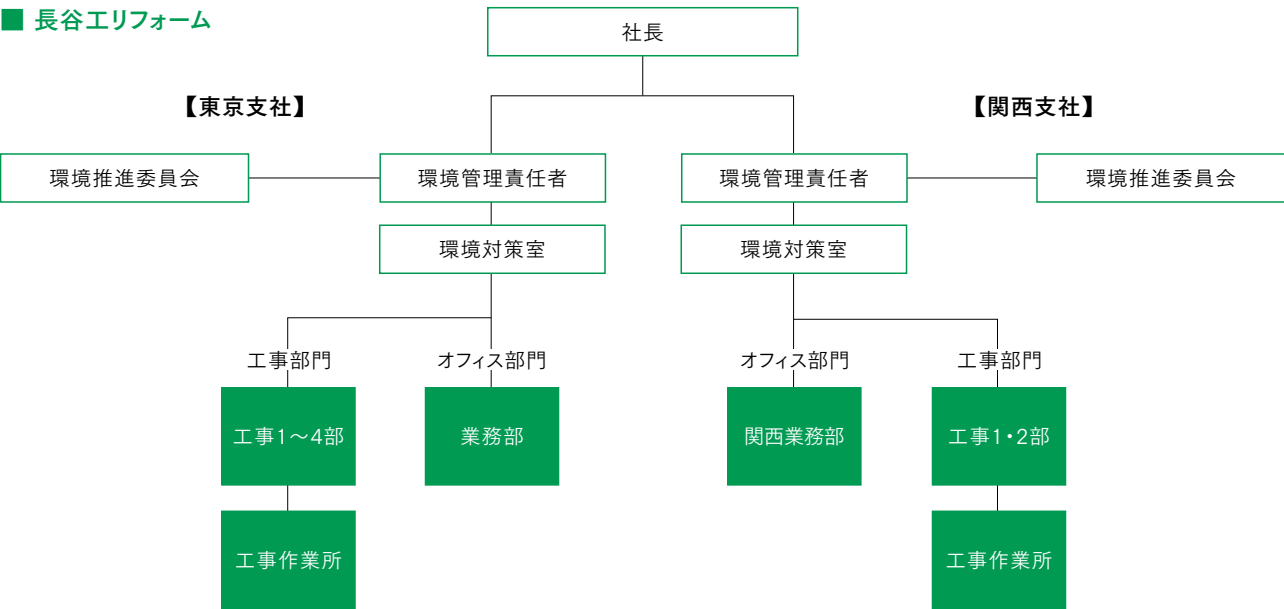 ■ 長谷工リフォーム
社長
【東京支社】
【関西支社】
環境推進委員会
環境管理責任者
環境管理責任者
環境推進委員会
環境対策室
環境対策室
工事部門
オフィス部門
オフィス部門
工事部門
工事1～4部
業務部
関西業務部
工事1・2部
工事作業所
工事作業所